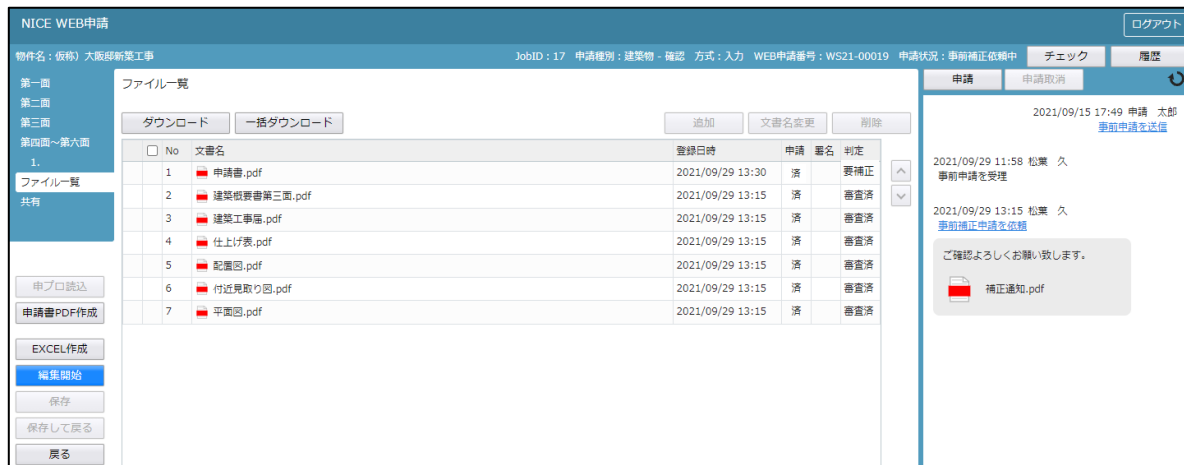 NICE WEB申請
ログアウト
物件名：仮称）大阪邸新築工事
JobID：17 申請種別：建築物 - 確認 方式：入力 WEB申請番号：WS21-00019 申請状況：事前補正依頼中
チェック
履歴
第一面
第二面
第三面
第四面～第六面
1.
ファイル一覧
共有
申プロ読込
申請書PDF作成
EXCEL作成
編集開始
保存
保存して戻る
戻る
ファイル一覧
ダウンロード 一括ダウンロード 追加 文書名変更 削除
No 文書名 登録日時 申請 署名 判定
1 申請書.pdf 2021/09/29 13:30 済 要補正
2 建築概要書第三面.pdf 2021/09/29 13:15 済 審査済
3 建築工事届.pdf 2021/09/29 13:15 済 審査済
4 仕上げ表.pdf 2021/09/29 13:15 済 審査済
5 配置図.pdf 2021/09/29 13:15 済 審査済
6 付近見取り図.pdf 2021/09/29 13:15 済 審査済
7 平面図.pdf 2021/09/29 13:15 済 審査済
申請 申請取消
2021/09/15 17:49 申請 太郎
事前申請を送信
2021/09/29 11:58 松葉 久
事前申請を受理
2021/09/29 13:15 松葉 久
事前補正申請を依頼
ご確認よろしくお願い致します。
補正通知.pdf